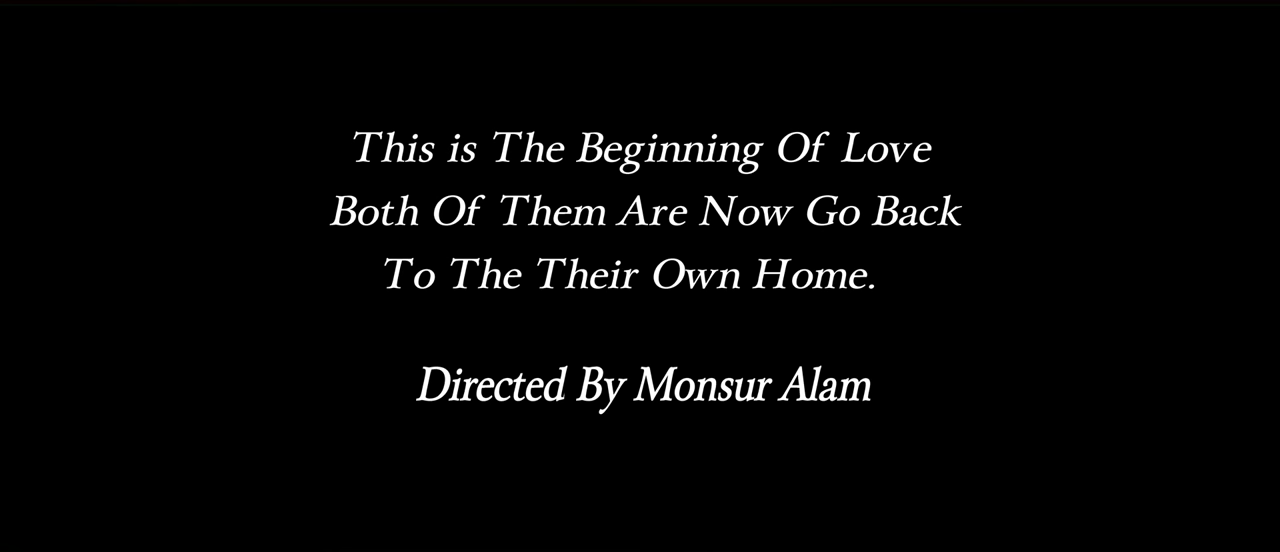 This is The Beginning Of Love
Both Of Them Are Now Go Back
To The Their Own Home.
Directed By Monsur Alam